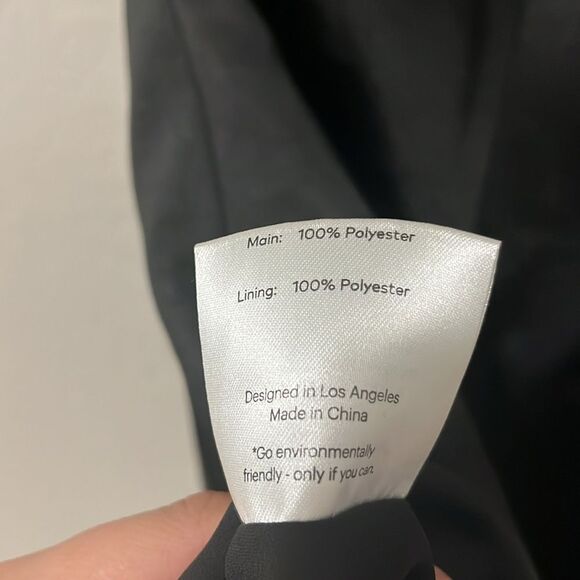 Main: 100% Polyester
Lining: 100% Polyester
Designed in Los Angeles
Made in China
*Go environmentally
friendly - only if you can.